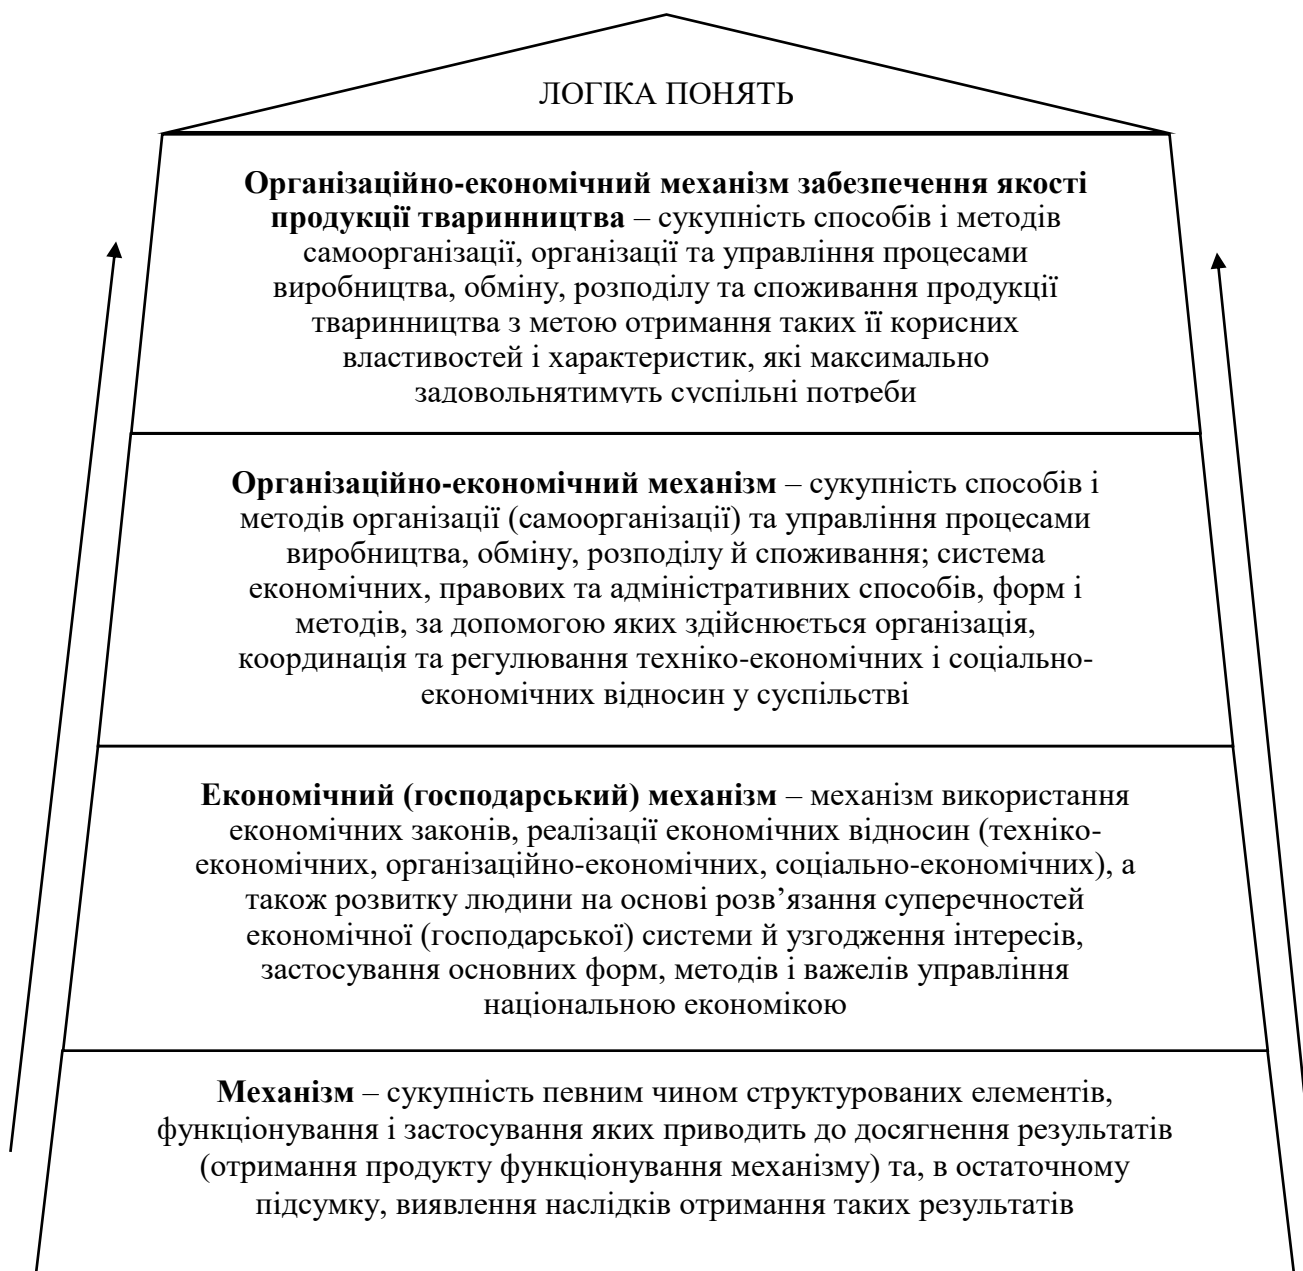 ЛОГІКА ПОНЯТЬ
Організаційно-економічний механізм забезпечення якості
продукції тваринництва – сукупність способів і методів
самоорганізації, організації та управління процесами
виробництва, обміну, розподілу та споживання продукції
тваринництва з метою отримання таких її корисних
властивостей і характеристик, які максимально
задовольнятимуть суспільні потреби
Організаційно-економічний механізм – сукупність способів і
методів організації (самоорганізації) та управління процесами
виробництва, обміну, розподілу й споживання; система
економічних, правових та адміністративних способів, форм і
методів, за допомогою яких здійснюється організація,
координація та регулювання техніко-економічних і соціально-
економічних відносин у суспільстві
Економічний (господарський) механізм – механізм використання
економічних законів, реалізації економічних відносин (техніко-
економічних, організаційно-економічних, соціально-економічних), а
також розвитку людини на основі розв’язання суперечностей
економічної (господарської) системи й узгодження інтересів,
застосування основних форм, методів і важелів управління
національною економікою
Механізм – сукупність певним чином структурованих елементів,
функціонування і застосування яких приводить до досягнення результатів
(отримання продукту функціонування механізму) та, в остаточному
підсумку, виявлення наслідків отримання таких результатів